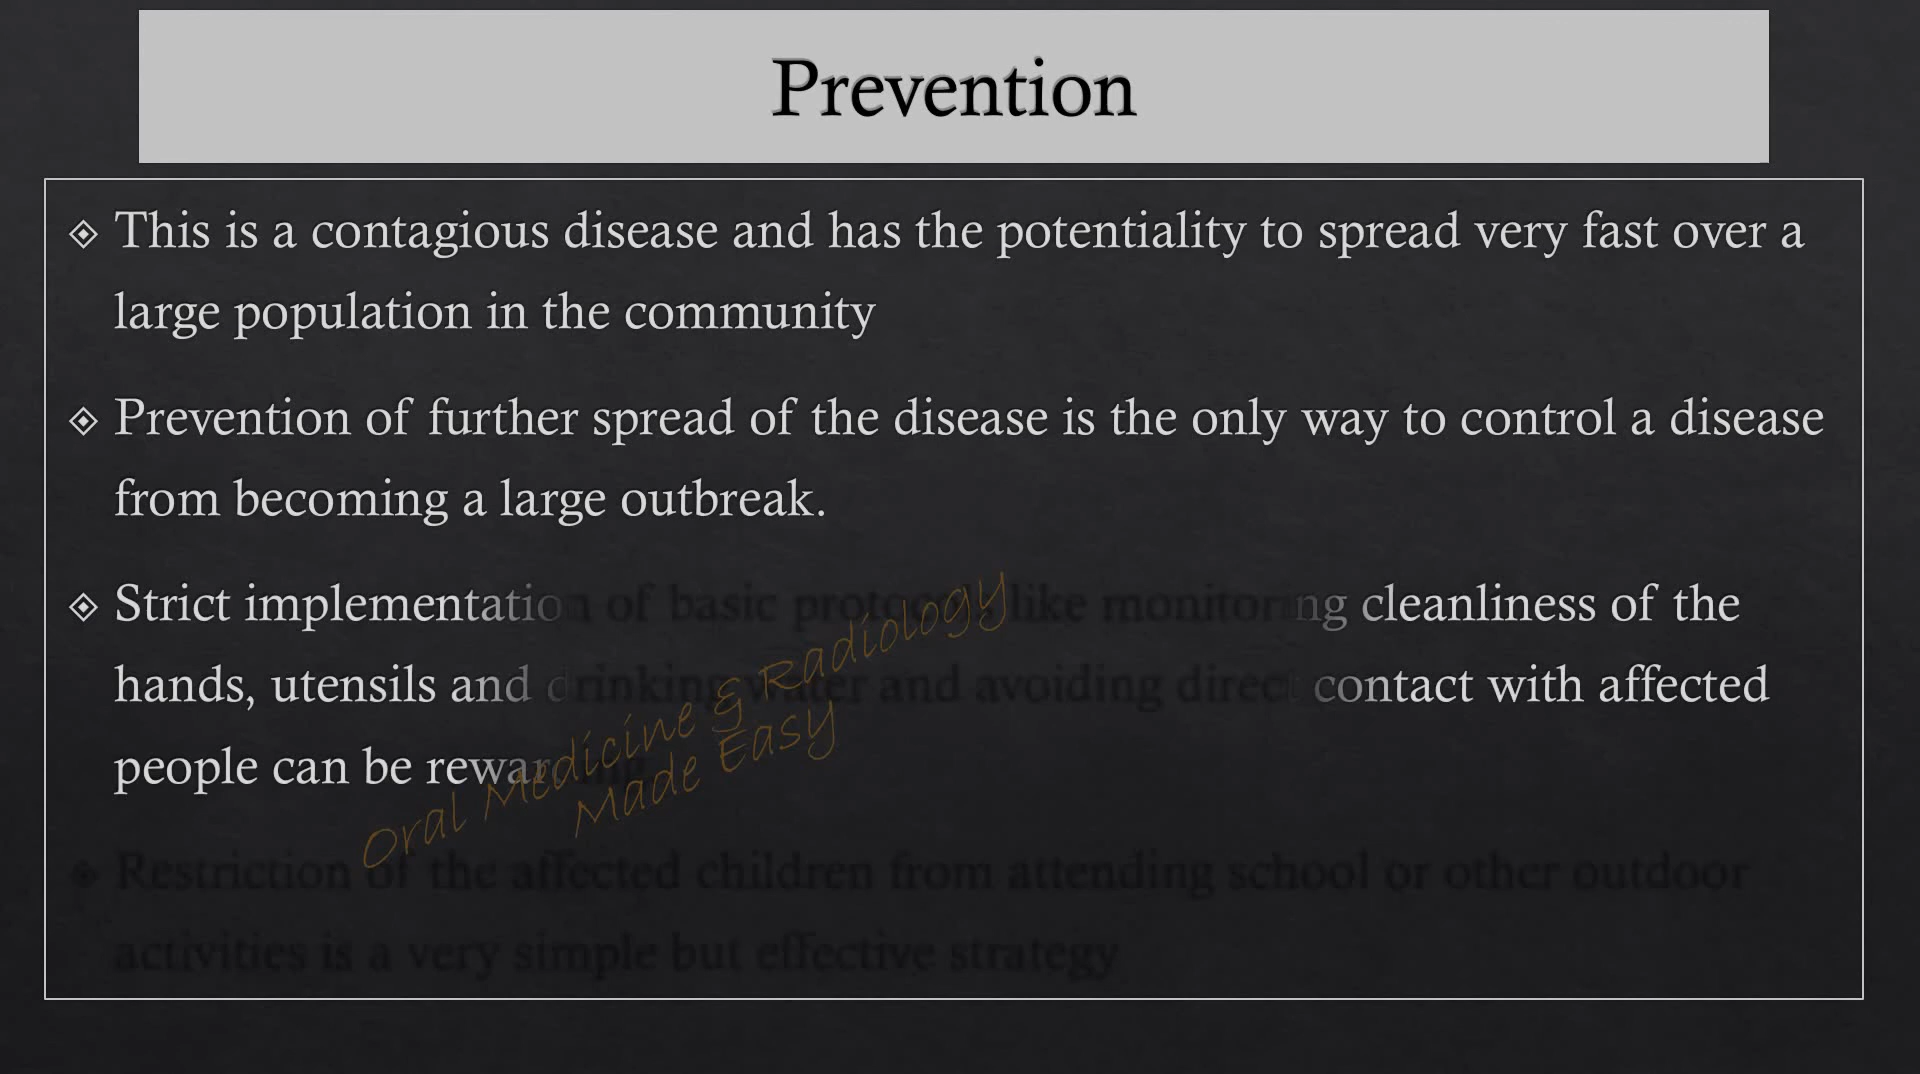 Prevention
This is a contagious disease and has the potentiality to spread very fast over a
large population in the community
Prevention of further spread of the disease is the only way to control a disease
from becoming a large outbreak.
Strict implementation of basic protocol like monitoring cleanliness of the
hands, utensils and drinking water and avoiding direct contact with affected
people can be rewarding
Restriction of the affected children from attending school or other outdoor
activities is a very simple but effective strategy
Oral Medicine & Radiology
Made Easy